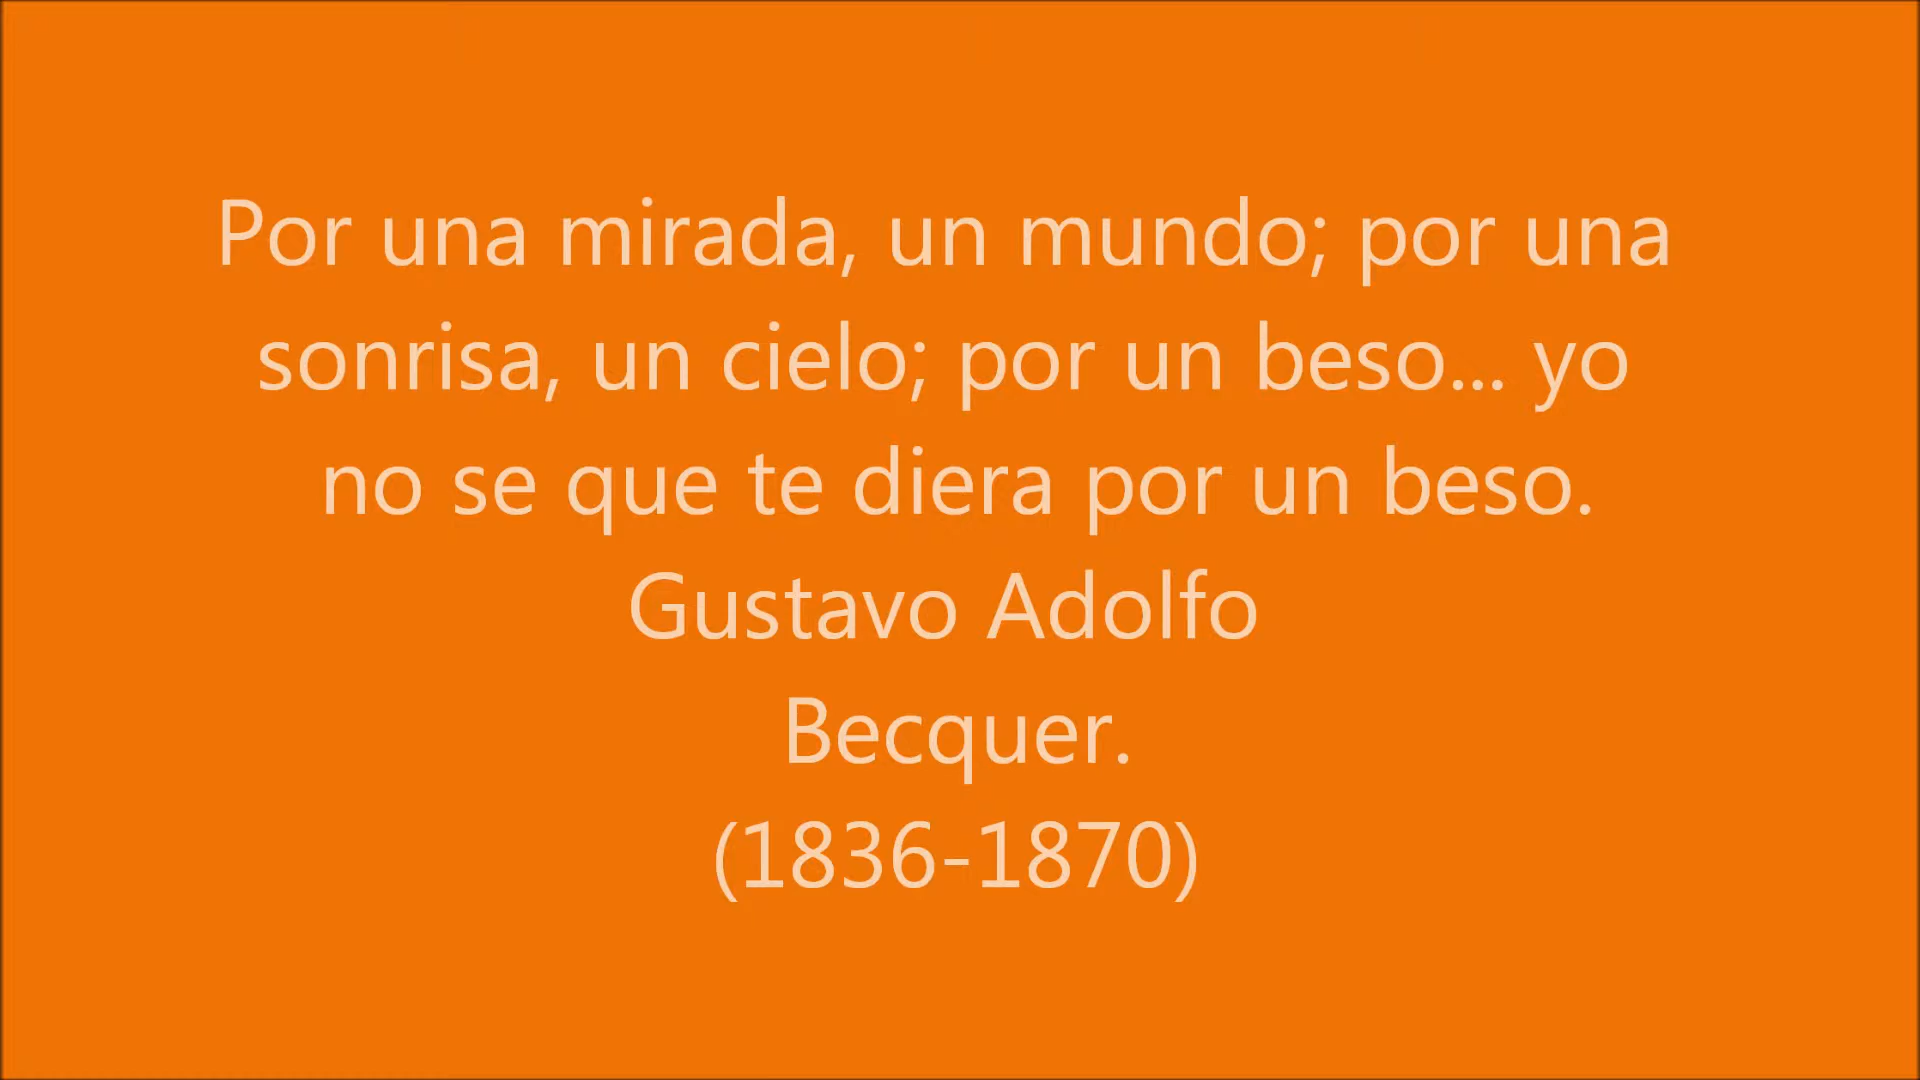 Por una mirada, un mundo; por una
sonrisa, un cielo; por un beso... yo
no se que te diera por un beso.
Gustavo Adolfo
Becquer.
(1836-1870)